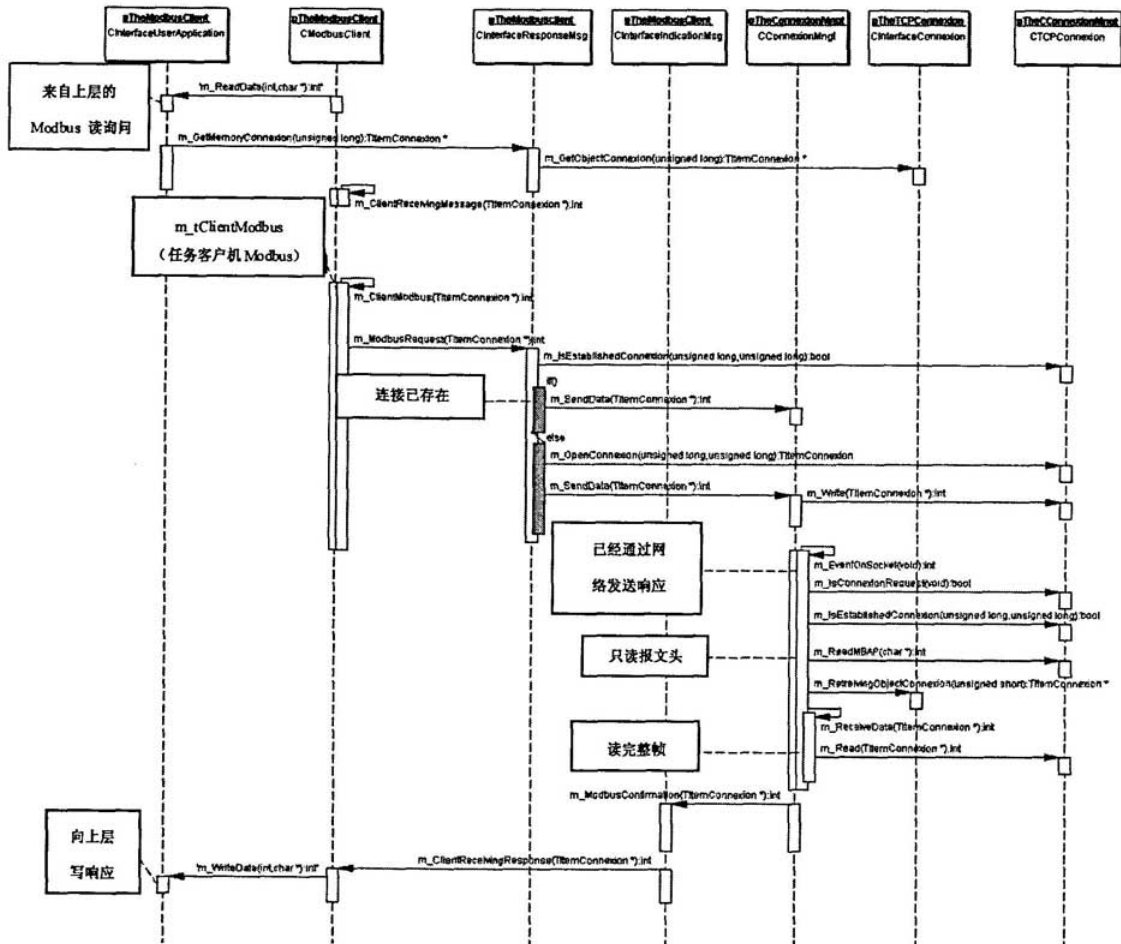 pTheModbusClient
CInterfaceUserApplication
pTheModbusClient
CModbusClient
pTheModbusClient
CInterfaceResponseMsg
pTheModbusClient
CInterfaceIndicationMsg
pTheConnexionMngt
CConnexionMngt
pTheTCPConnexion
CInterfaceConnexion
pTheCConnexionMngt
CTCPConnexion
来自上层的
Modbus 读询问
'm_ReadData(int,char *):int'
m_GetMemoryConnexion(unsigned long):TItemConnexion *
m_GetObjectConnexion(unsigned long):TItemConnexion *
m_ClientReceivingMessage(TItemConnexion *):int
m_tClientModbus
(任务客户机 Modbus)
m_ClientModbus(TItemConnexion *):int
m_ModbusRequest(TItemConnexion *):int
m_IsEstablishedConnexion(unsigned long,unsigned long):bool
if()
连接已存在
m_SendData(TItemConnexion *):int
else
m_OpenConnexion(unsigned long,unsigned long):TItemConnexion
m_SendData(TItemConnexion *):int
m_Write(TItemConnexion *):int
已经通过网
络发送响应
m_EventOnSocket(void):int
m_IsConnexionRequest(void):bool
m_IsEstablishedConnexion(unsigned long,unsigned long):bool
只读报文头
m_ReadMBAP(char *):int
m_RetreivingObjectConnexion(unsigned short):TItemConnexion *
m_ReceiveData(TItemConnexion *):int
读完整帧
m_Read(TItemConnexion *):int
m_ModbusConfirmation(TItemConnexion *):int
向上层
写响应
m_ClientReceivingResponse(TItemConnexion *):int
'm_WriteData(int,char *):int'